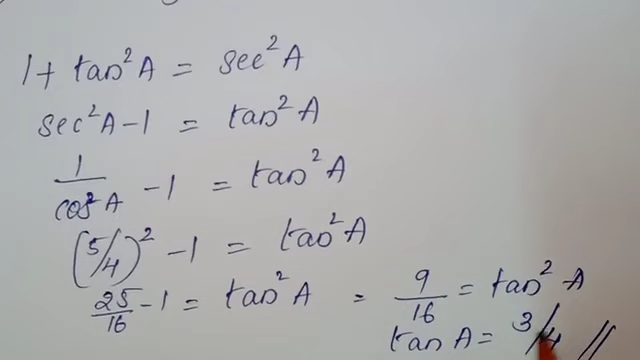 1 + tan²A = sec²A
sec²A - 1 = tan²A
1/cos²A - 1 = tan²A
(5/4)² - 1 = tan²A
25/16 - 1 = tan²A = 9/16 = tan²A
tan A = 3/4 //